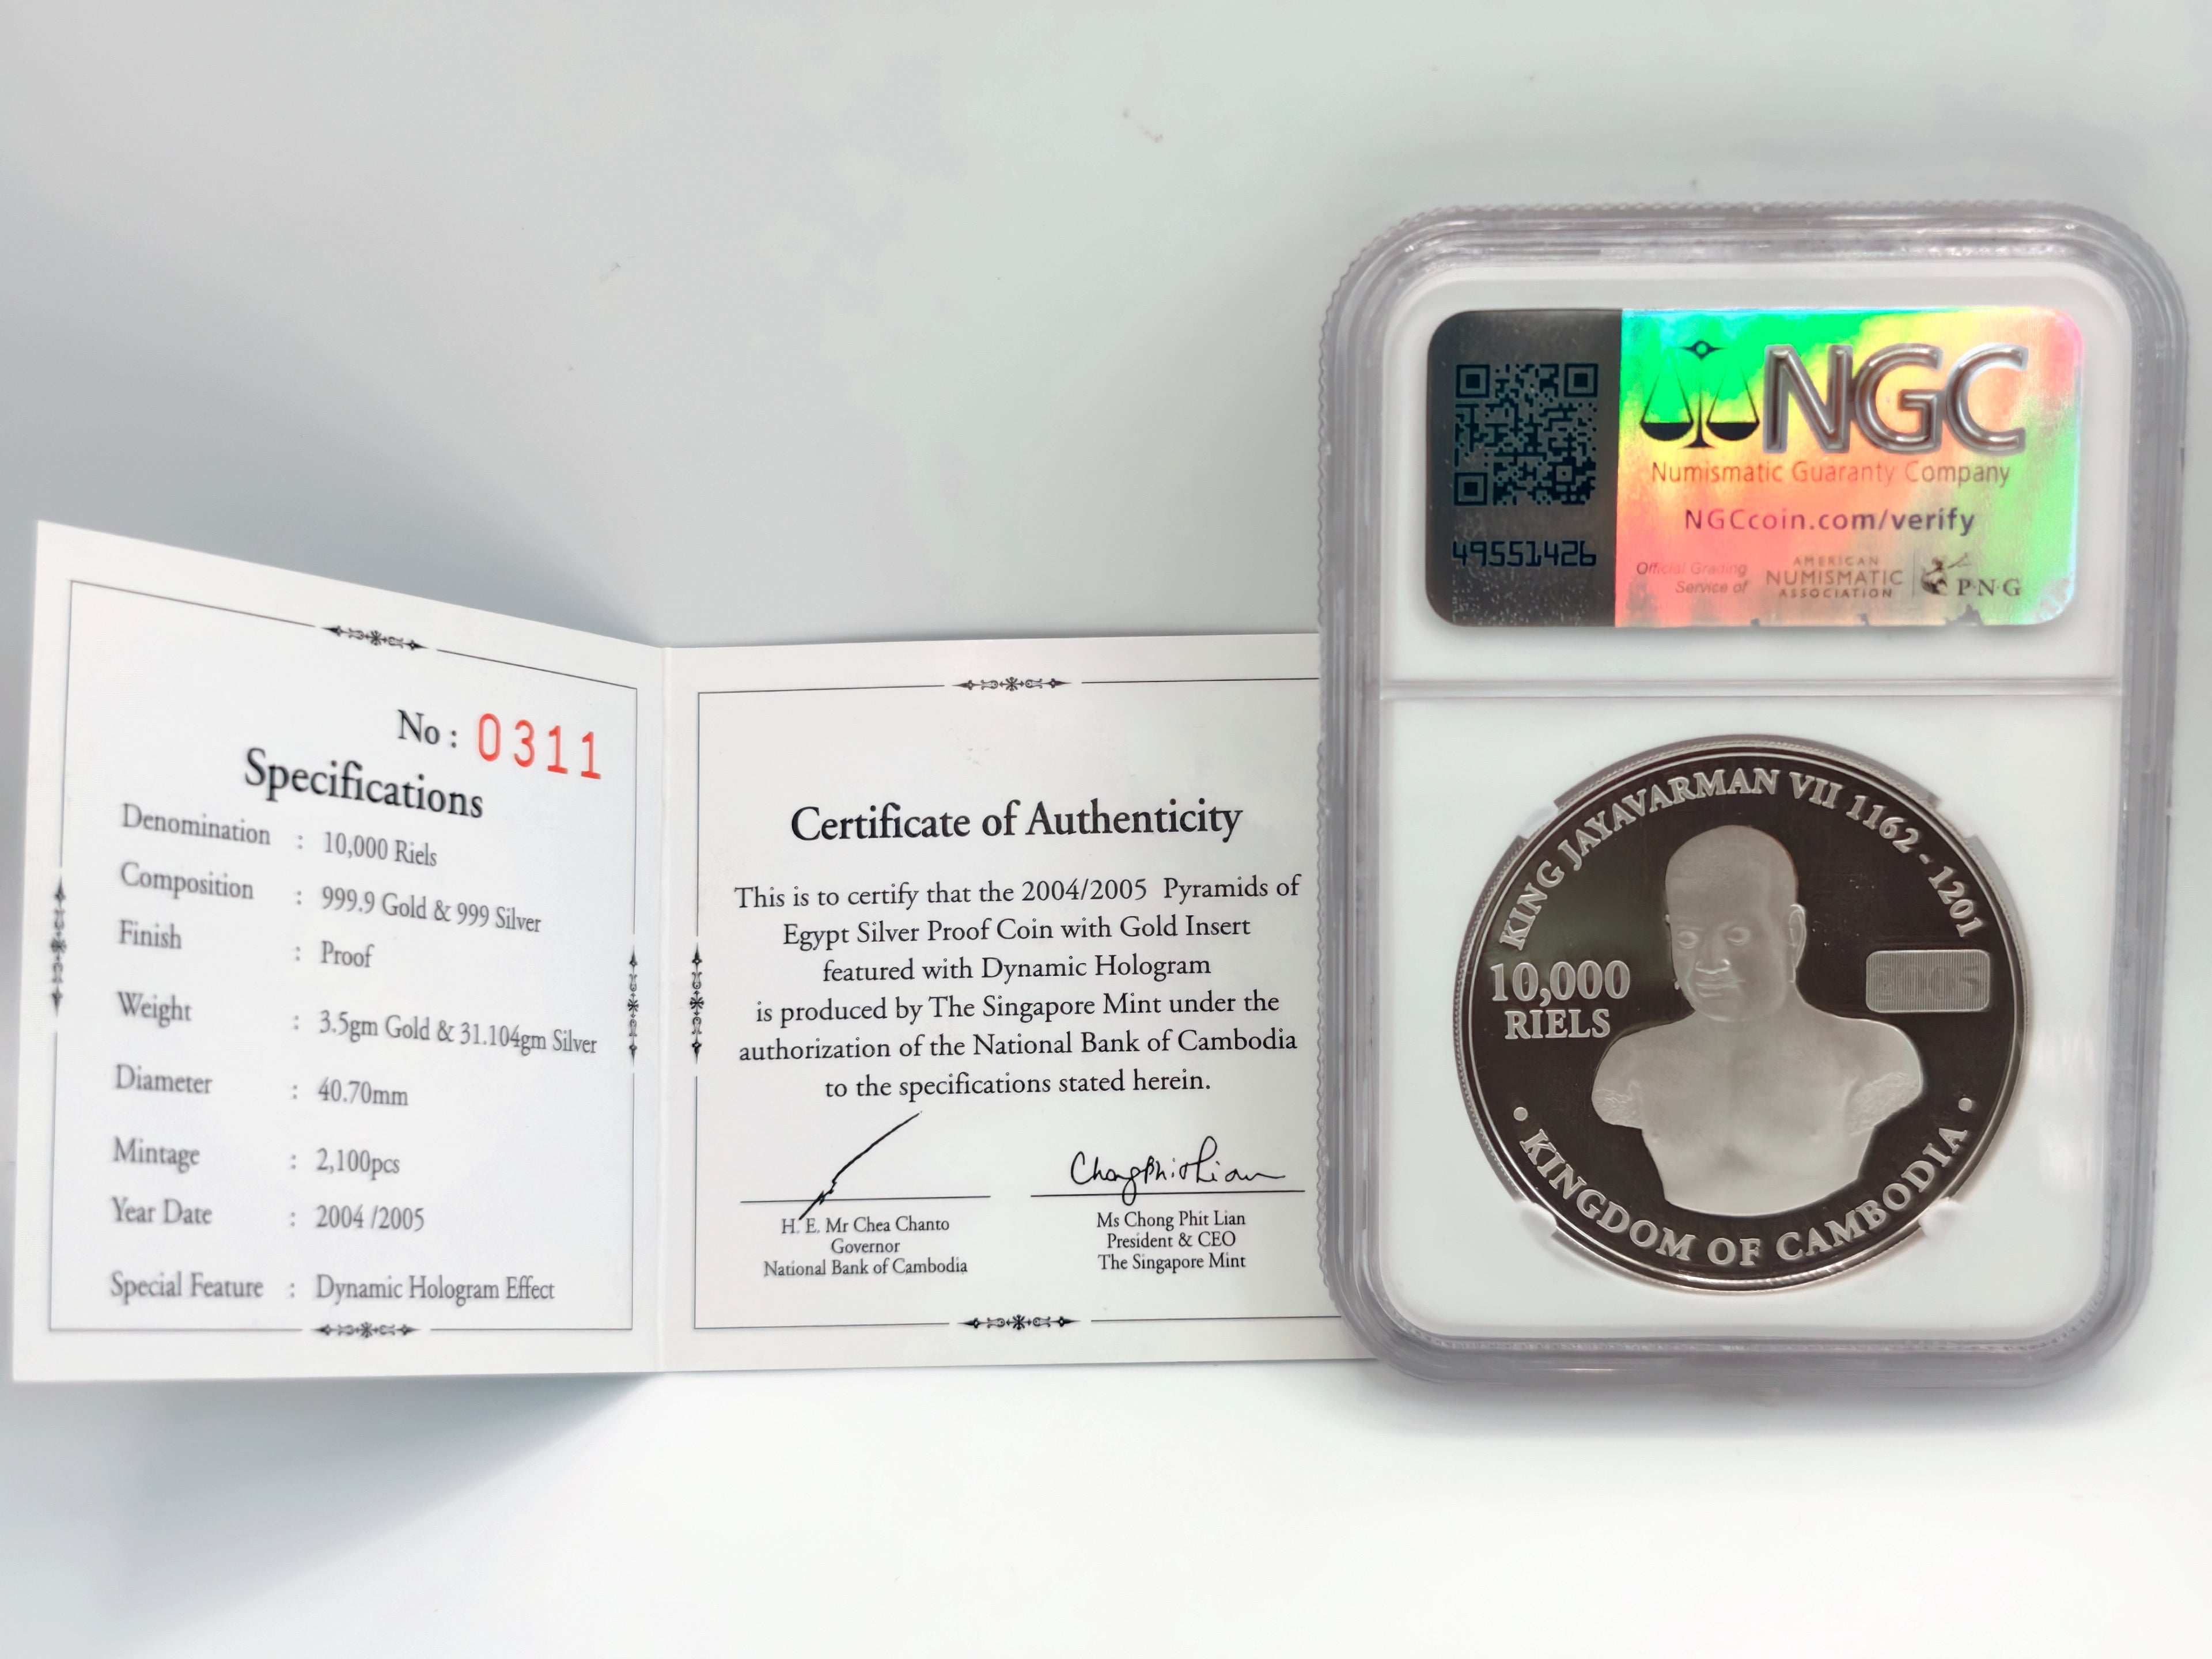 No : 0311
Specifications
Denomination : 10,000 Riels
Composition : 999.9 Gold & 999 Silver
Finish : Proof
Weight : 3.5gm Gold & 31.104gm Silver
Diameter : 40.70mm
Mintage : 2,100pcs
Year Date : 2004 /2005
Special Feature : Dynamic Hologram Effect
Certificate of Authenticity
This is to certify that the 2004/2005 Pyramids of
Egypt Silver Proof Coin with Gold Insert
featured with Dynamic Hologram
is produced by The Singapore Mint under the
authorization of the National Bank of Cambodia
to the specifications stated herein.
Chong Phit Lian
H. E. Mr Chea Chanto
Governor
National Bank of Cambodia
Ms Chong Phit Lian
President & CEO
The Singapore Mint
NGC
Numismatic Guaranty Company
NGCcoin.com/verify
49551426
Official Grading
Service of
AMERICAN
NUMISMATIC
ASSOCIATION
PNG
KING JAYAVARMAN VII 1162 - 1201
10,000
RIELS
2005
• KINGDOM OF CAMBODIA •